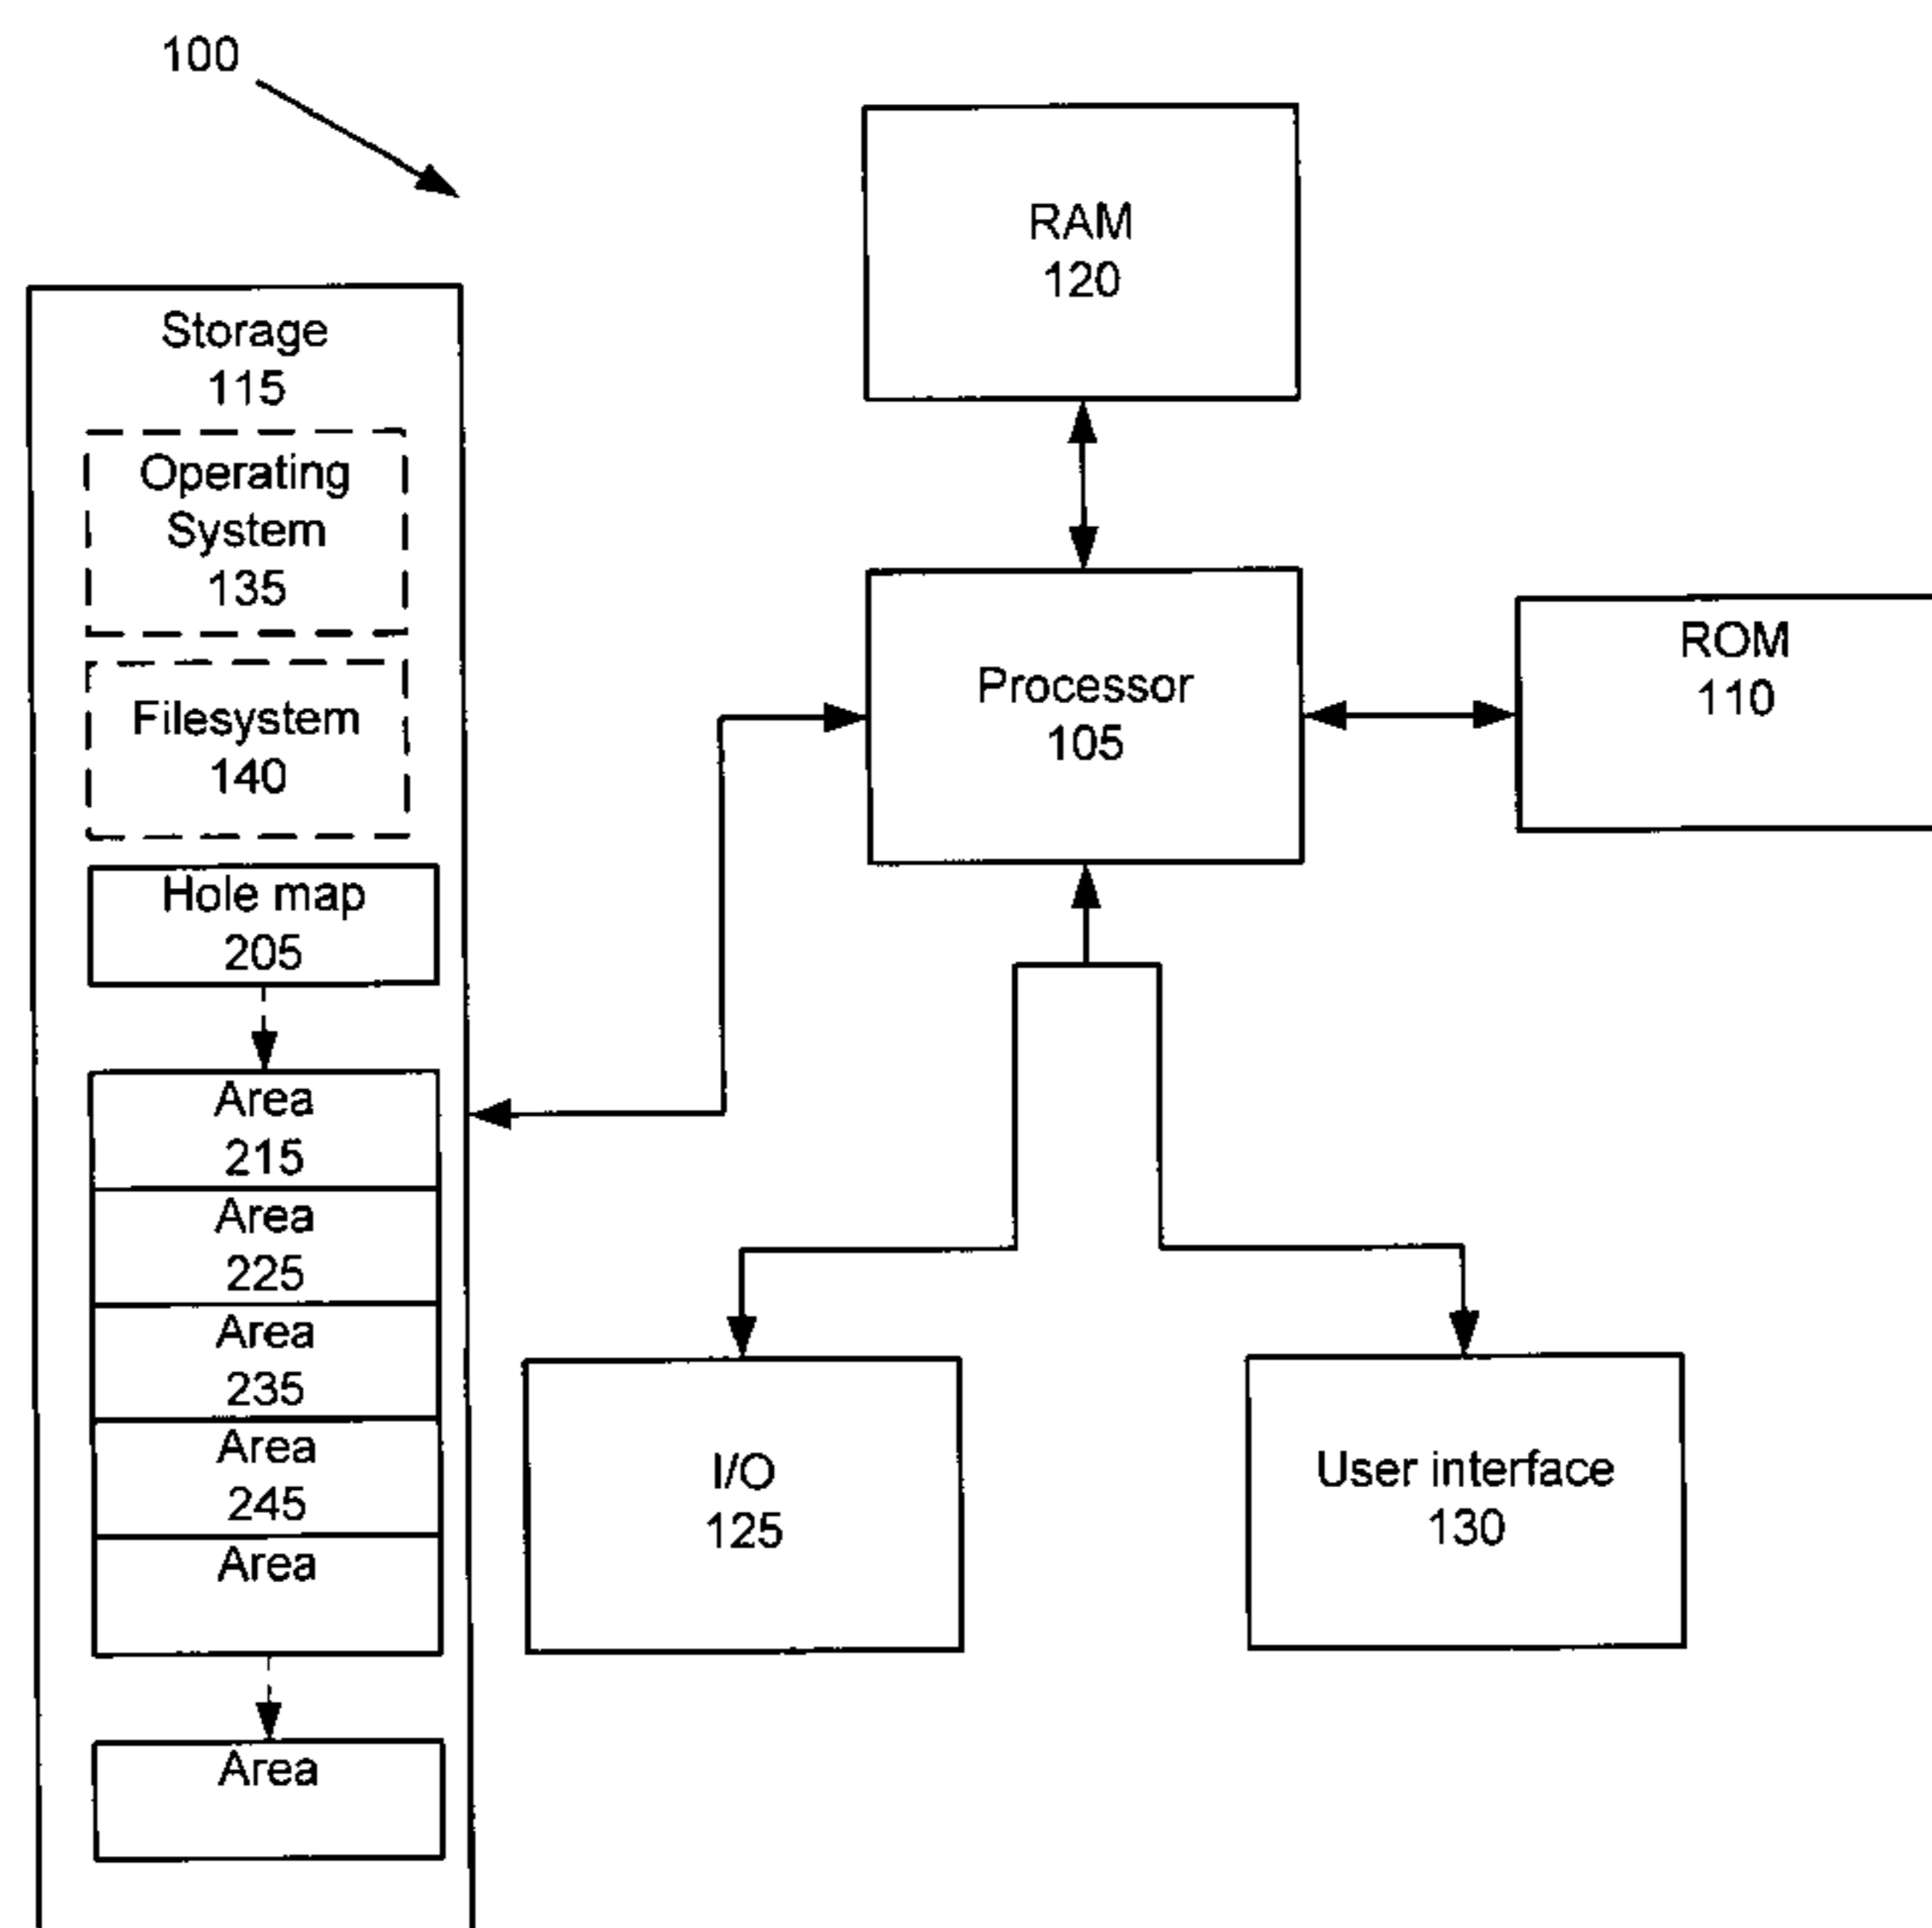 100
RAM
120
Storage
115
Operating
System
135
Filesystem
140
Hole map
205
Area
215
Area
225
Area
235
Area
245
Area
Area
Processor
105
ROM
110
I/O
125
User interface
130